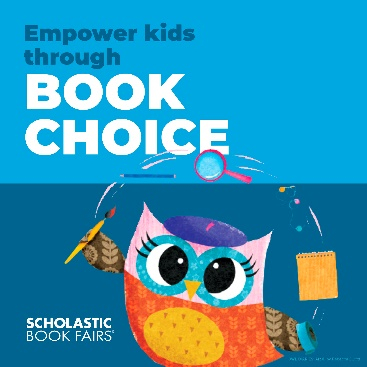 Empower kids
through
BOOK
CHOICE
SCHOLASTIC
BOOK FAIRS®